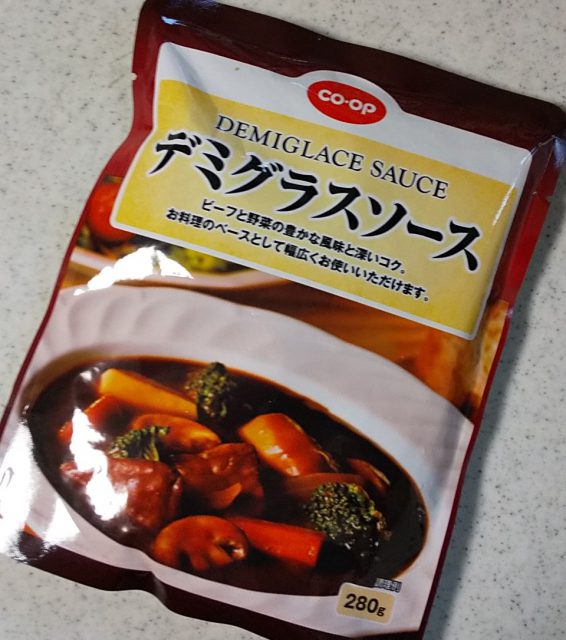 CO·OP
DEMIGLACE SAUCE
デミグラスソース
ビーフと野菜の豊かな風味と深いコク。
お料理のベースとして幅広くお使いいただけます。
280g